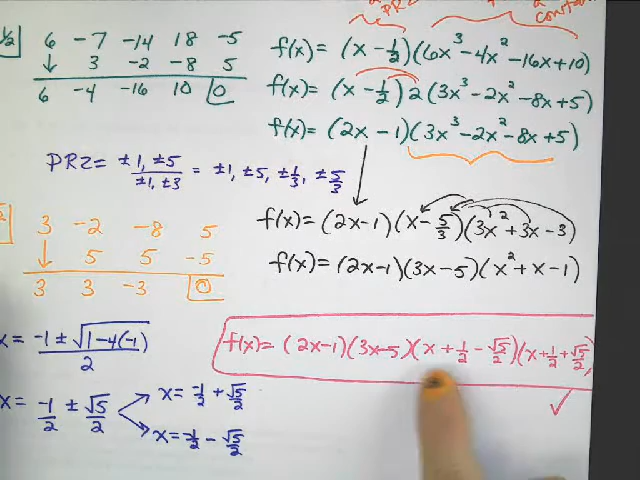 PRZ
a
constant
1/2| 6 -7 -14 18 -5
↓ 3 -2 -8 5
6 -4 -16 10 |0
f(x) = (x - 1/2)(6x³ - 4x² - 16x + 10)
f(x) = (x - 1/2) 2 (3x³ - 2x² - 8x + 5)
f(x) = (2x - 1)(3x³ - 2x² - 8x + 5)
PRZ = ±1, ±5 / ±1, ±3 = ±1, ±5, ±1/3, ±5/3
3 -2 -8 5
↓ 5 5 -5
3 3 -3 |0
f(x) = (2x-1)(x - 5/3)(3x² + 3x - 3)
f(x) = (2x-1)(3x-5)(x² + x - 1)
f(x) = (2x-1)(3x-5)(x + 1/2 - √5/2)(x + 1/2 + √5/2)
x = -1 ± √1-4(-1) / 2
x = -1/2 ± √5/2
x = -1/2 + √5/2
x = -1/2 - √5/2